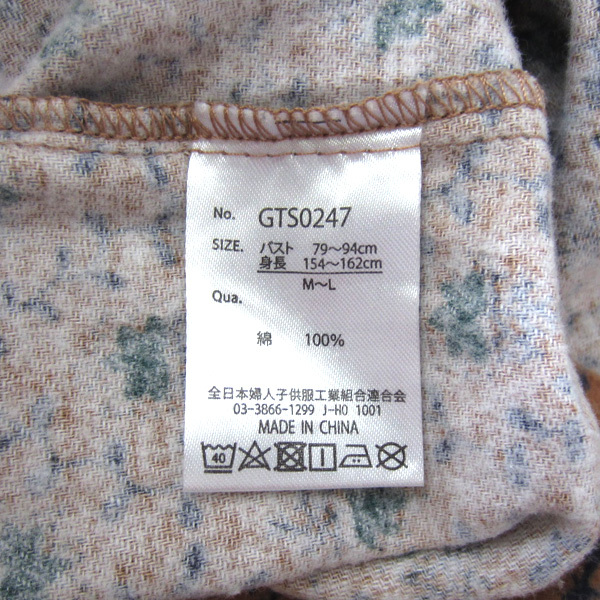 No. GTS0247
SIZE. バスト 79～94cm
身長 154～162cm
M～L
Qua.
綿 100%
全日本婦人子供服工業組合連合会
03-3866-1299 J-HO 1001
MADE IN CHINA
40